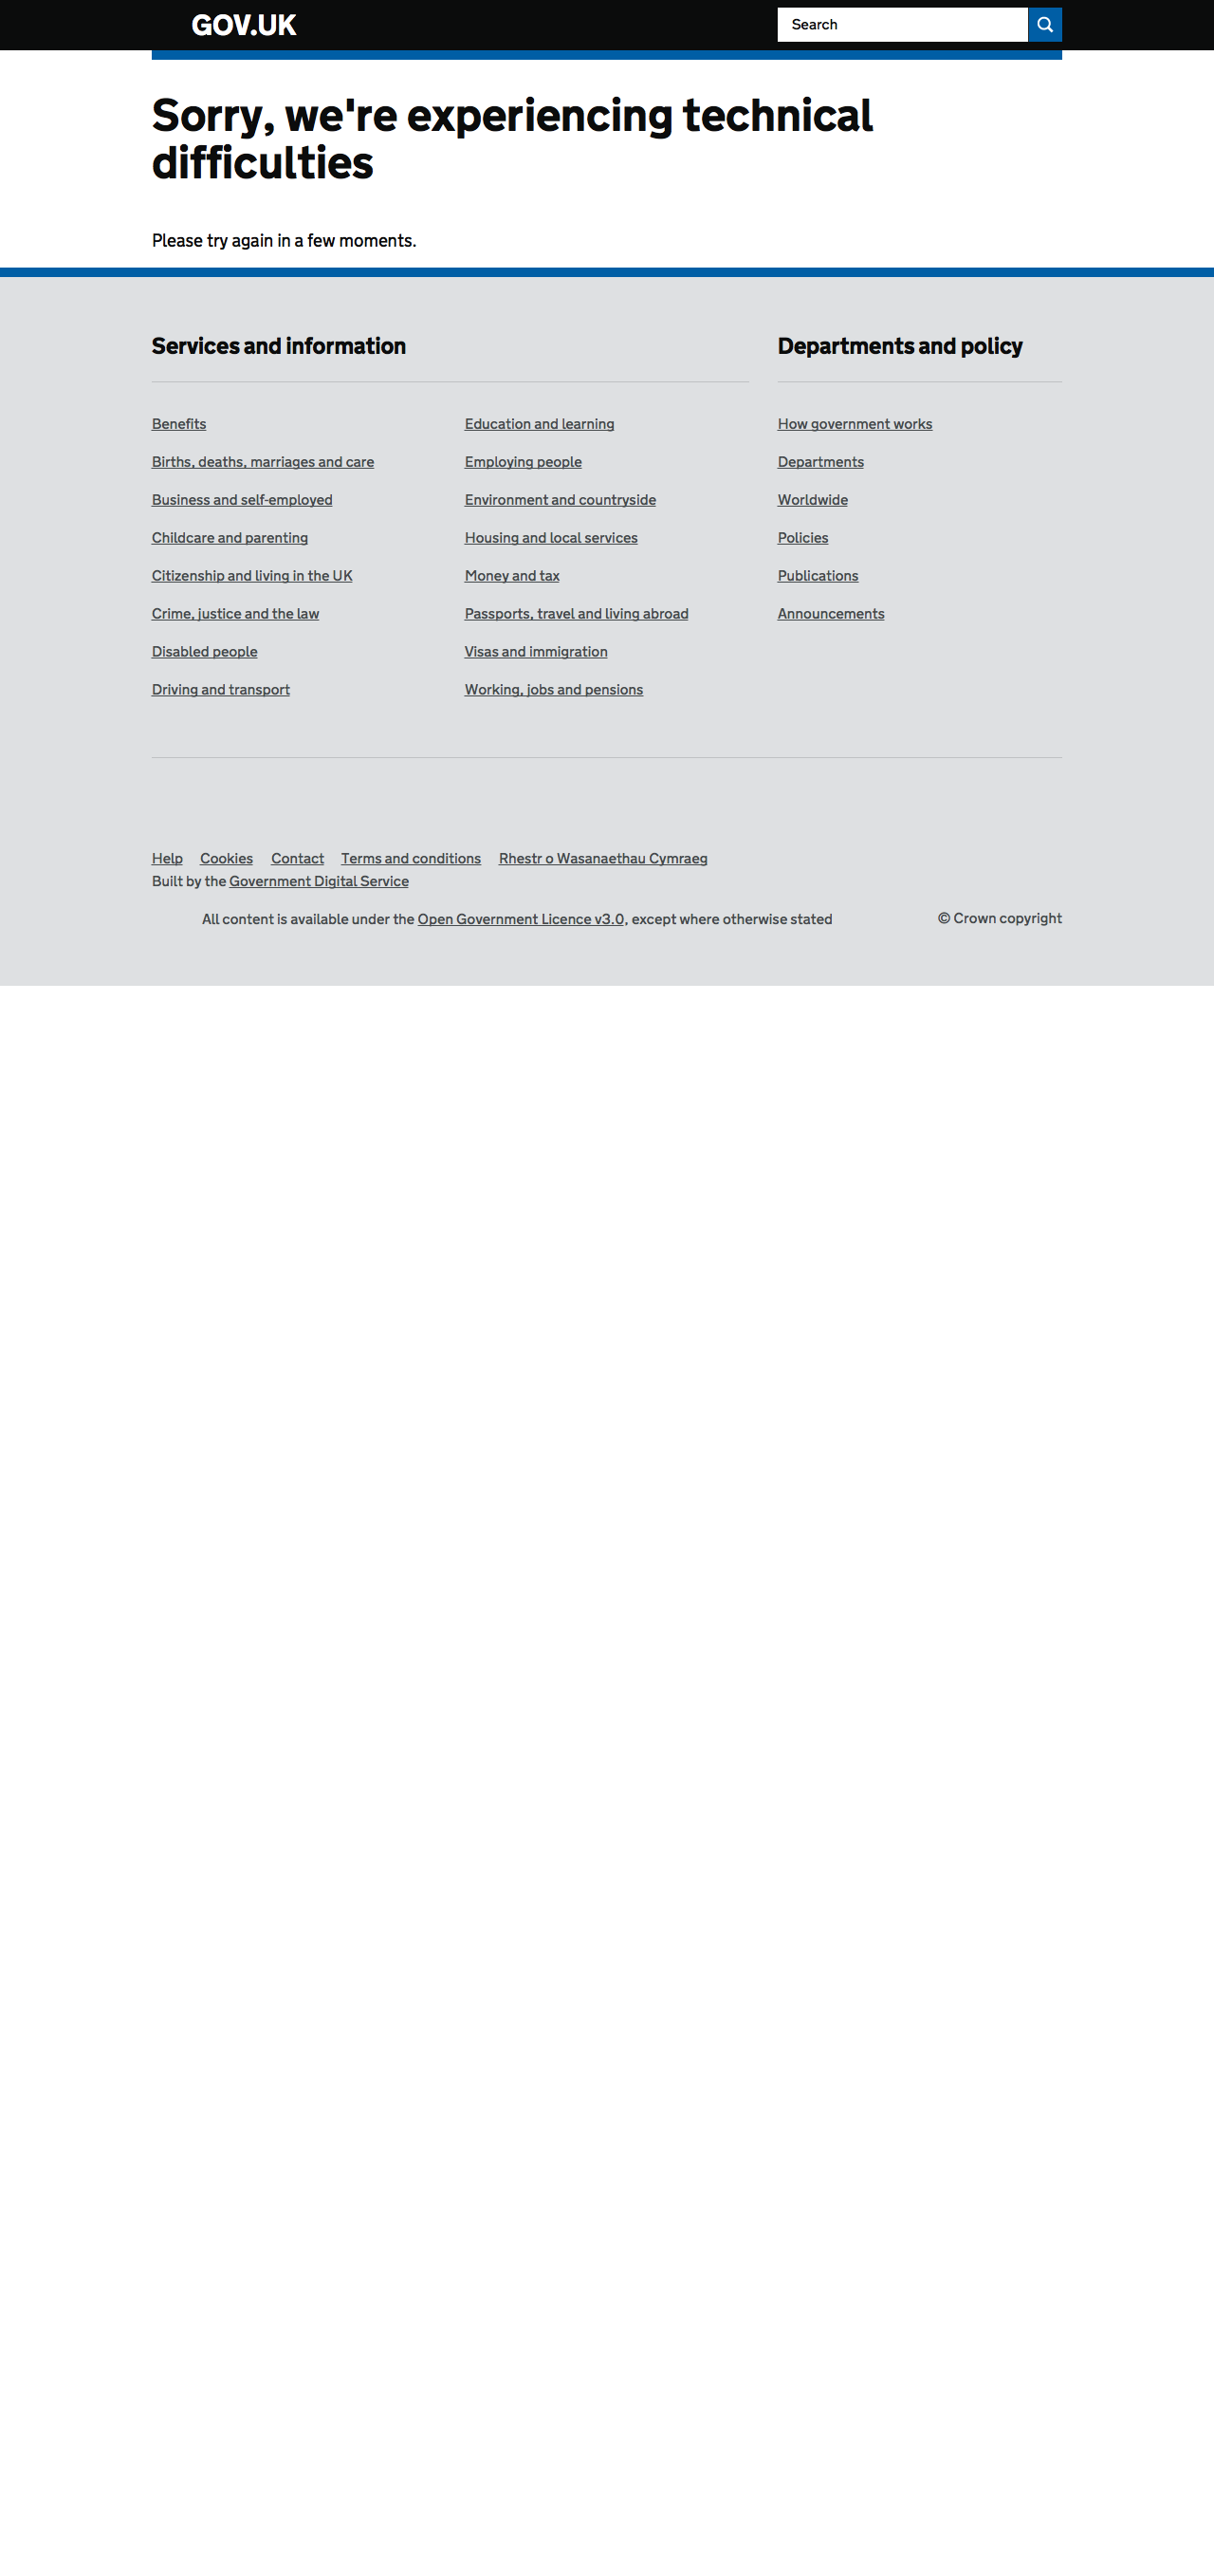 GOV.UK
Search
Sorry, we're experiencing technical
difficulties
Please try again in a few moments.
Services and information
Benefits
Births, deaths, marriages and care
Business and self-employed
Childcare and parenting
Citizenship and living in the UK
Crime, justice and the law
Disabled people
Driving and transport
Education and learning
Employing people
Environment and countryside
Housing and local services
Money and tax
Passports, travel and living abroad
Visas and immigration
Working, jobs and pensions
Departments and policy
How government works
Departments
Worldwide
Policies
Publications
Announcements
Help Cookies Contact Terms and conditions Rhestr o Wasanaethau Cymraeg
Built by the Government Digital Service
All content is available under the Open Government Licence v3.0, except where otherwise stated
© Crown copyright